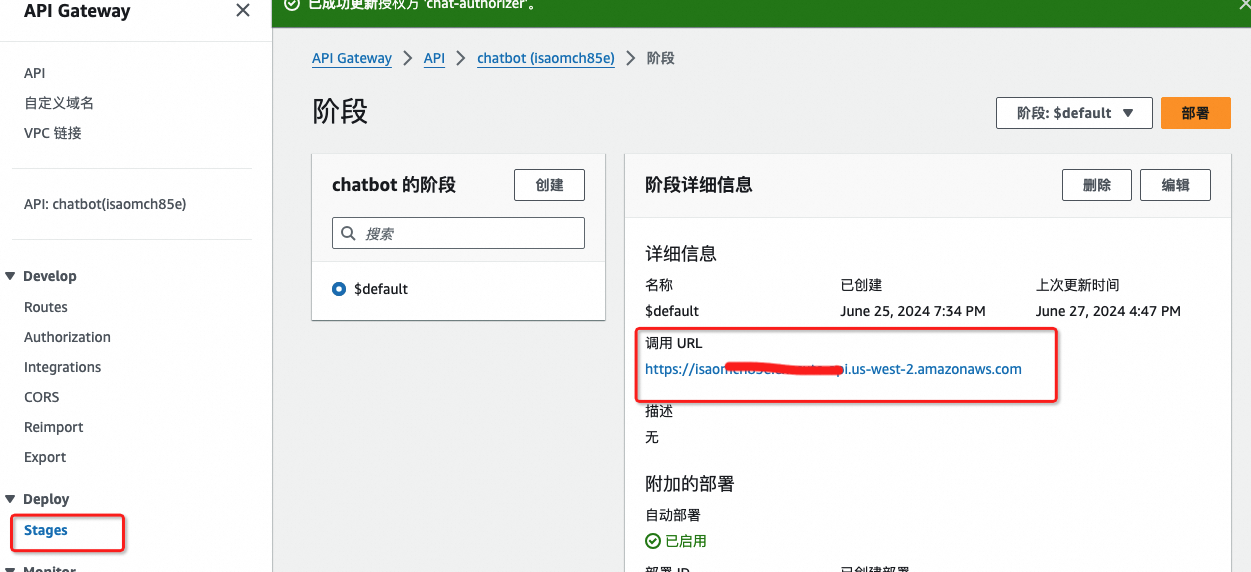 API Gateway
已成功更新授权方 'chat-authorizer'。
API Gateway
API
chatbot (isaomch85e)
阶段
API
自定义域名
VPC 链接
API: chatbot(isaomch85e)
Develop
Routes
Authorization
Integrations
CORS
Reimport
Export
Deploy
Stages
Monitor
阶段
阶段: $default
部署
chatbot 的阶段
创建
搜索
$default
阶段详细信息
删除
编辑
详细信息
名称
已创建
上次更新时间
$default
June 25, 2024 7:34 PM
June 27, 2024 4:47 PM
调用 URL
https://isaom pi.us-west-2.amazonaws.com
描述
无
附加的部署
自动部署
已启用
部署 ID
已创建部署